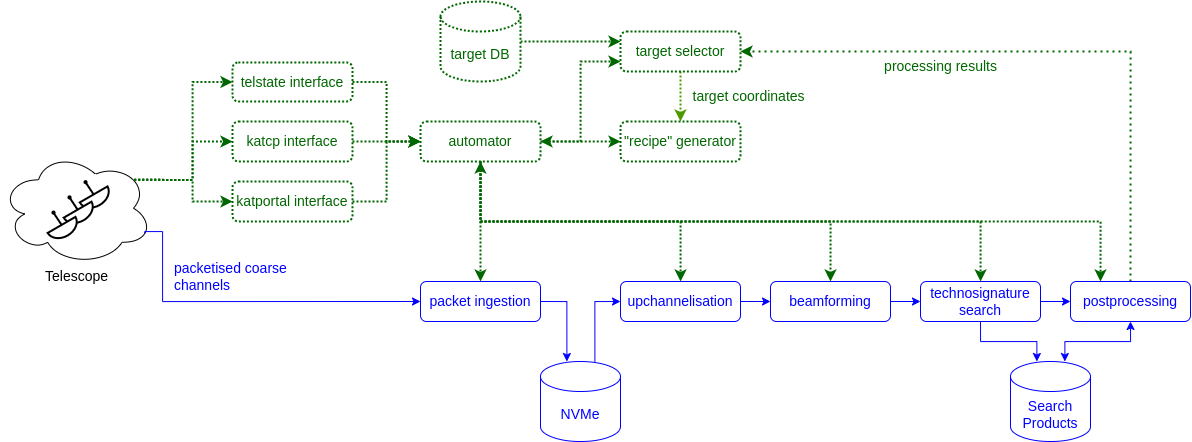 target DB
target selector
processing results
telstate interface
target coordinates
katcp interface
automator
"recipe" generator
katportal interface
Telescope
packetised coarse
channels
packet ingestion
upchannelisation
beamforming
technosignature
search
postprocessing
NVMe
Search
Products